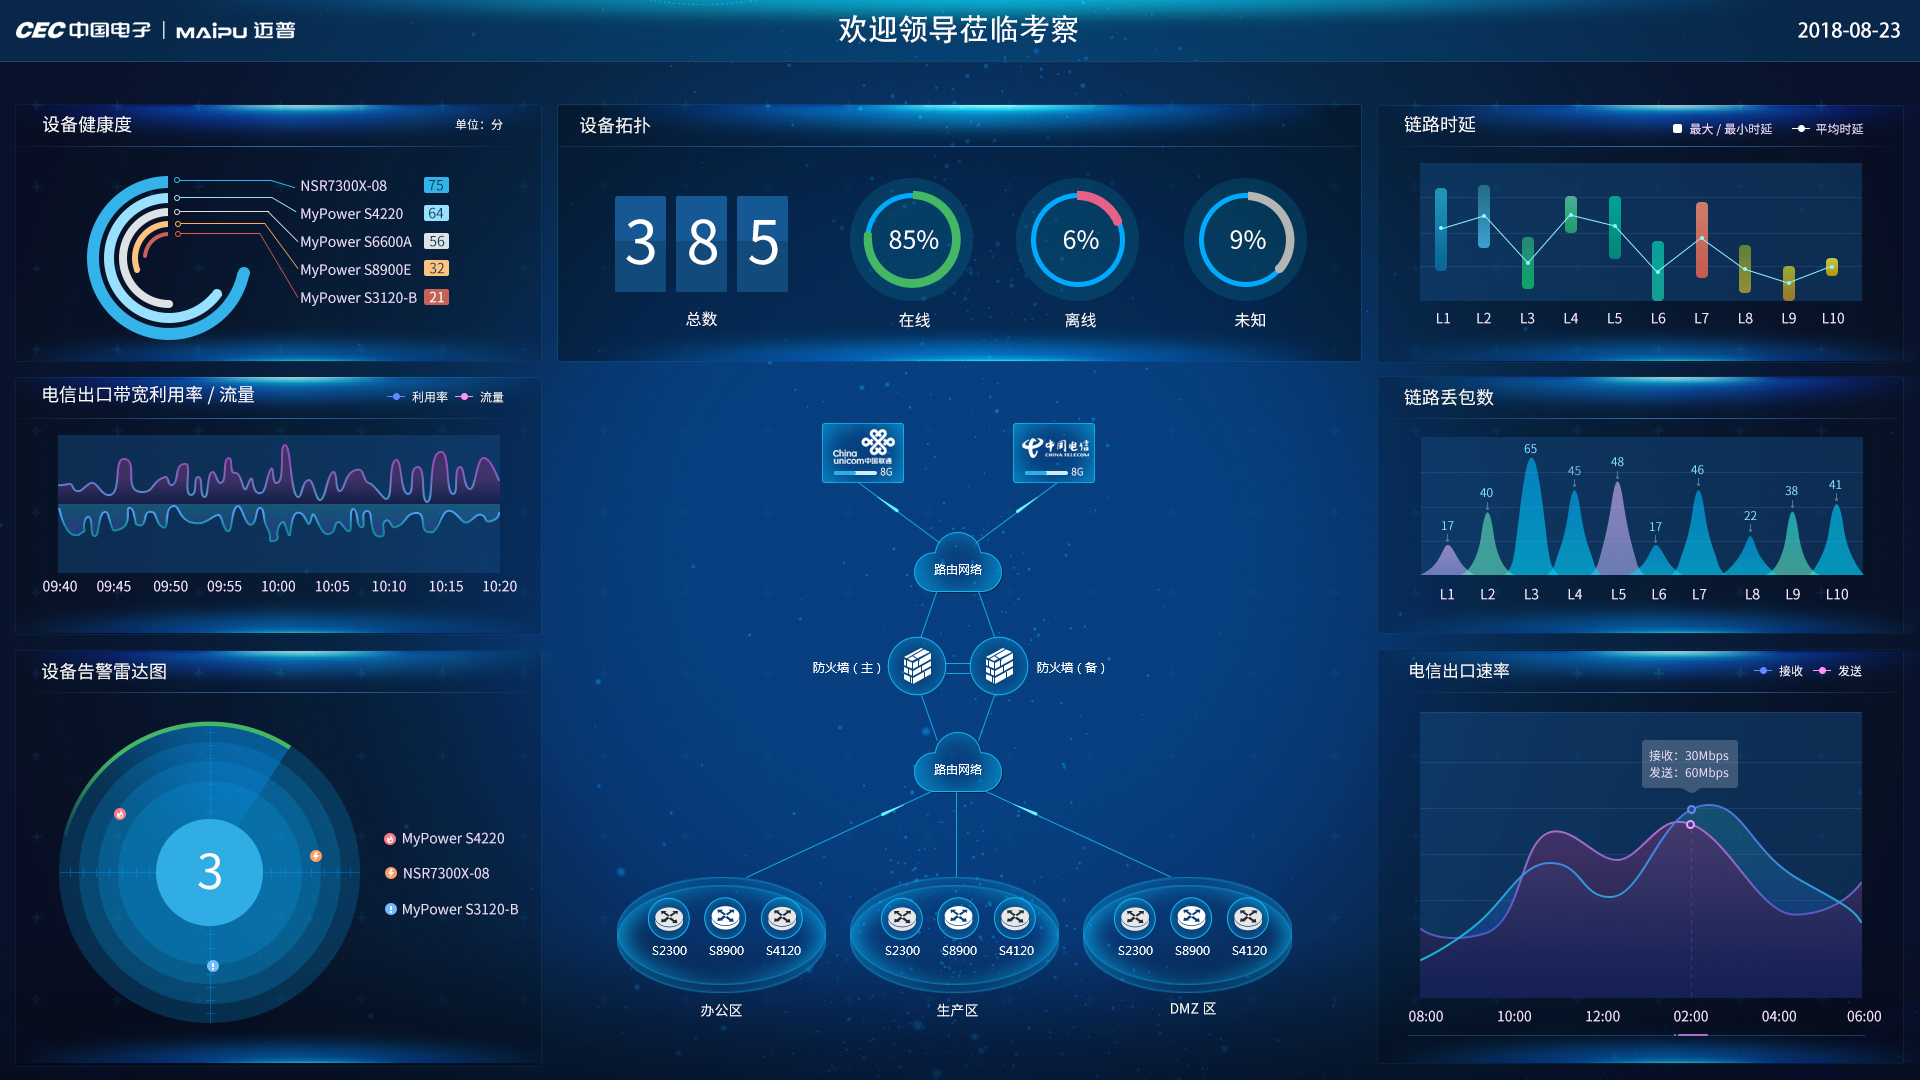 CEC 中国电子 | MAiPU 迈普
欢迎领导莅临考察
2018-08-23
设备健康度
单位：分
NSR7300X-08 75
MyPower S4220 64
MyPower S6600A 56
MyPower S8900E 32
MyPower S3120-B 21
设备拓扑
3 8 5
总数
85%
在线
6%
离线
9%
未知
链路时延
最大 / 最小时延 平均时延
L1 L2 L3 L4 L5 L6 L7 L8 L9 L10
电信出口带宽利用率 / 流量
利用率 流量
09:40 09:45 09:50 09:55 10:00 10:05 10:10 10:15 10:20
China
unicom中国联通
8G
中国电信
CHINA TELECOM
8G
路由网络
防火墙 ( 主 )
防火墙 ( 备 )
路由网络
S2300 S8900 S4120
办公区
S2300 S8900 S4120
生产区
S2300 S8900 S4120
DMZ 区
链路丢包数
17 40 65 45 48 17 46 22 38 41
L1 L2 L3 L4 L5 L6 L7 L8 L9 L10
设备告警雷达图
3
MyPower S4220
NSR7300X-08
MyPower S3120-B
电信出口速率
接收 发送
接收：30Mbps
发送：60Mbps
08:00 10:00 12:00 02:00 04:00 06:00